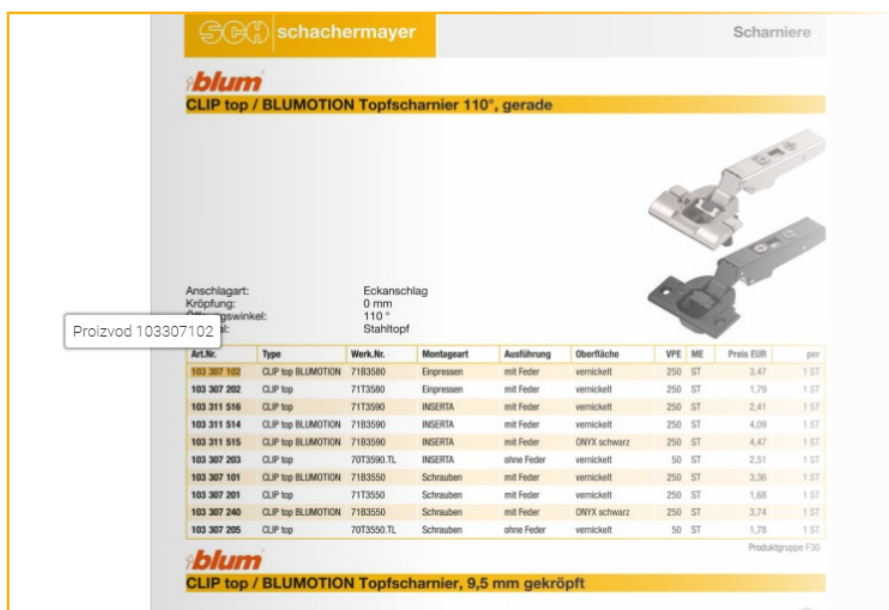 SCH schachermayer
Scharniere
blum
CLIP top / BLUMOTION Topfscharnier 110°, gerade
Anschlagart: Eckanschlag
Kröpfung: 0 mm
110 °
Stahltopf
Proizvod 103307102
Art.Nr. Type Werk.Nr. Montageart Ausführung Oberfläche VPE ME Preis EUR per
103 307 102 CLIP top BLUMOTION 71B3580 Einpressen mit Feder vernickelt 250 ST 3,47 1 ST
103 307 202 CLIP top 71T3580 Einpressen mit Feder vernickelt 250 ST 1,79 1 ST
103 311 516 CLIP top 71T3590 INSERTA mit Feder vernickelt 250 ST 2,41 1 ST
103 311 514 CLIP top BLUMOTION 71B3590 INSERTA mit Feder vernickelt 250 ST 4,09 1 ST
103 311 515 CLIP top BLUMOTION 71B3590 INSERTA mit Feder ONYX schwarz 250 ST 4,47 1 ST
103 307 203 CLIP top 70T3590.TL INSERTA ohne Feder vernickelt 50 ST 2,51 1 ST
103 307 101 CLIP top BLUMOTION 71B3550 Schrauben mit Feder vernickelt 250 ST 3,36 1 ST
103 307 201 CLIP top 71T3550 Schrauben mit Feder vernickelt 250 ST 1,68 1 ST
103 307 240 CLIP top BLUMOTION 71B3550 Schrauben mit Feder ONYX schwarz 250 ST 3,74 1 ST
103 307 205 CLIP top 70T3550.TL Schrauben ohne Feder vernickelt 50 ST 1,78 1 ST
Produktgruppe F30
blum
CLIP top / BLUMOTION Topfscharnier, 9,5 mm gekröpft